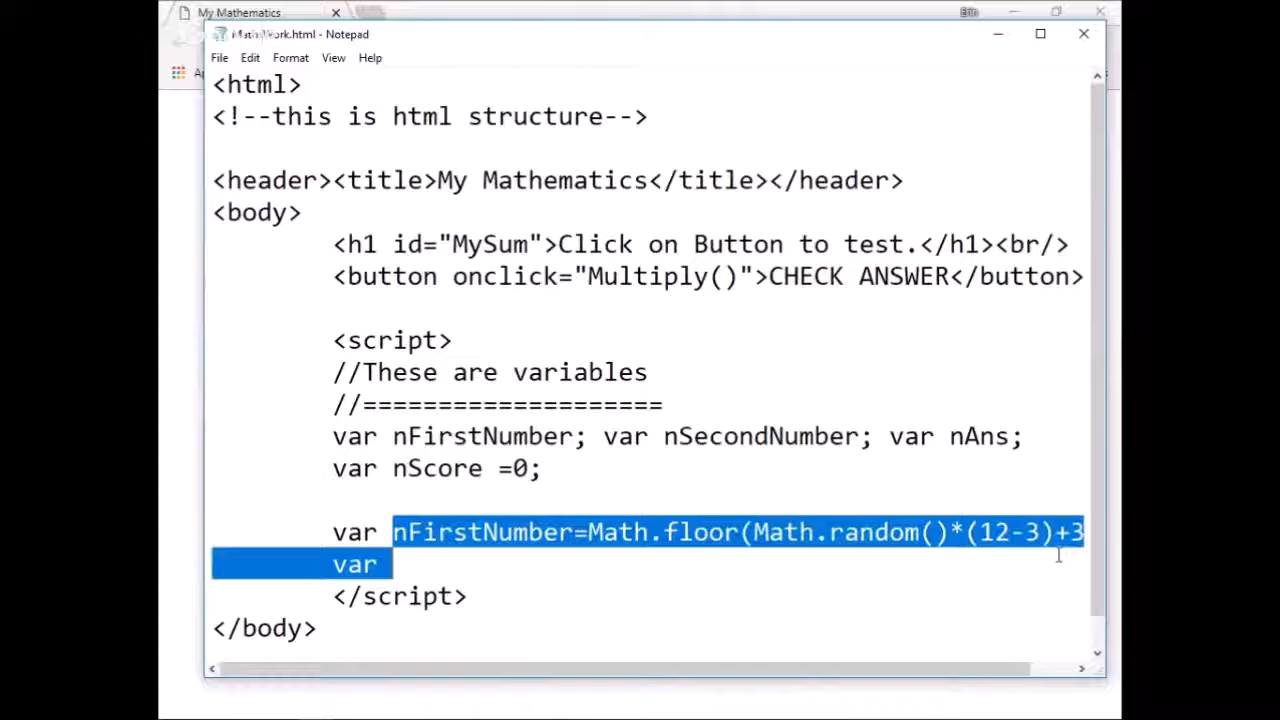 My Mathematics
MathWork.html - Notepad
File Edit Format View Help
<html>
<!--this is html structure-->
<header><title>My Mathematics</title></header>
<body>
<h1 id="MySum">Click on Button to test.</h1><br/>
<button onclick="Multiply()">CHECK ANSWER</button>
<script>
//These are variables
//====================
var nFirstNumber; var nSecondNumber; var nAns;
var nScore =0;
var nFirstNumber=Math.floor(Math.random()*(12-3)+3
var
</script>
</body>